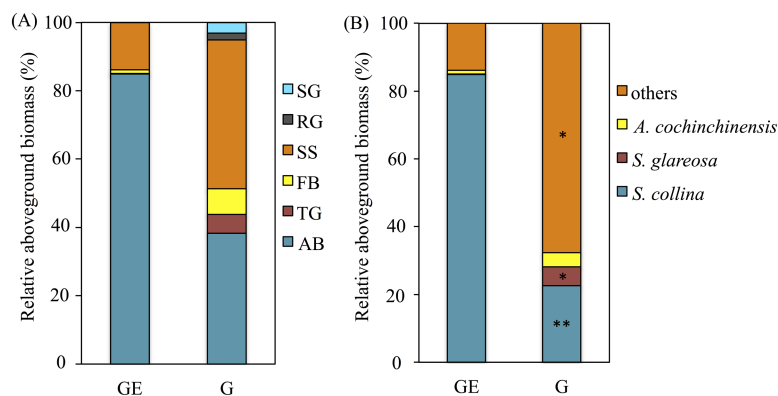 (A)
Relative aboveground biomass (%)
100
80
60
40
20
0
GE
G
SG
RG
SS
FB
TG
AB
(B)
Relative aboveground biomass (%)
100
80
60
40
20
0
*
*
**
GE
G
others
A. cochinchinensis
S. glareosa
S. collina